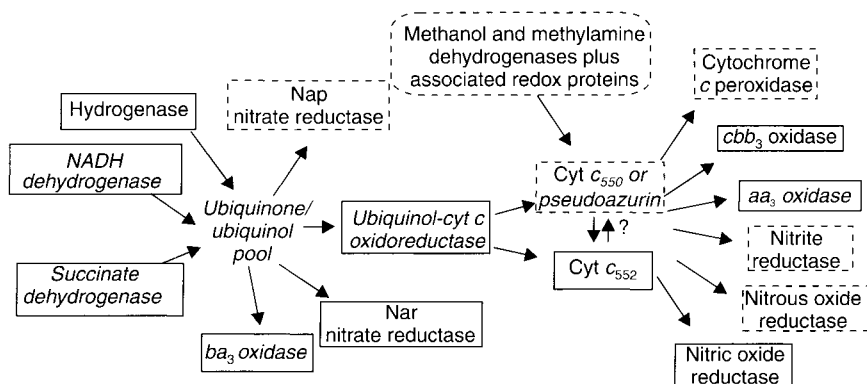 Methanol and methylamine
dehydrogenases plus
associated redox proteins
Cytochrome
c peroxidase
Nap
nitrate reductase
Hydrogenase
cbb₃ oxidase
NADH
dehydrogenase
Cyt c₅₅₀ or
pseudoazurin
aa₃ oxidase
Ubiquinone/
ubiquinol
pool
Ubiquinol-cyt c
oxidoreductase
?
Nitrite
reductase
Succinate
dehydrogenase
Cyt c₅₅₂
Nitrous oxide
reductase
Nar
nitrate reductase
ba₃ oxidase
Nitric oxide
reductase